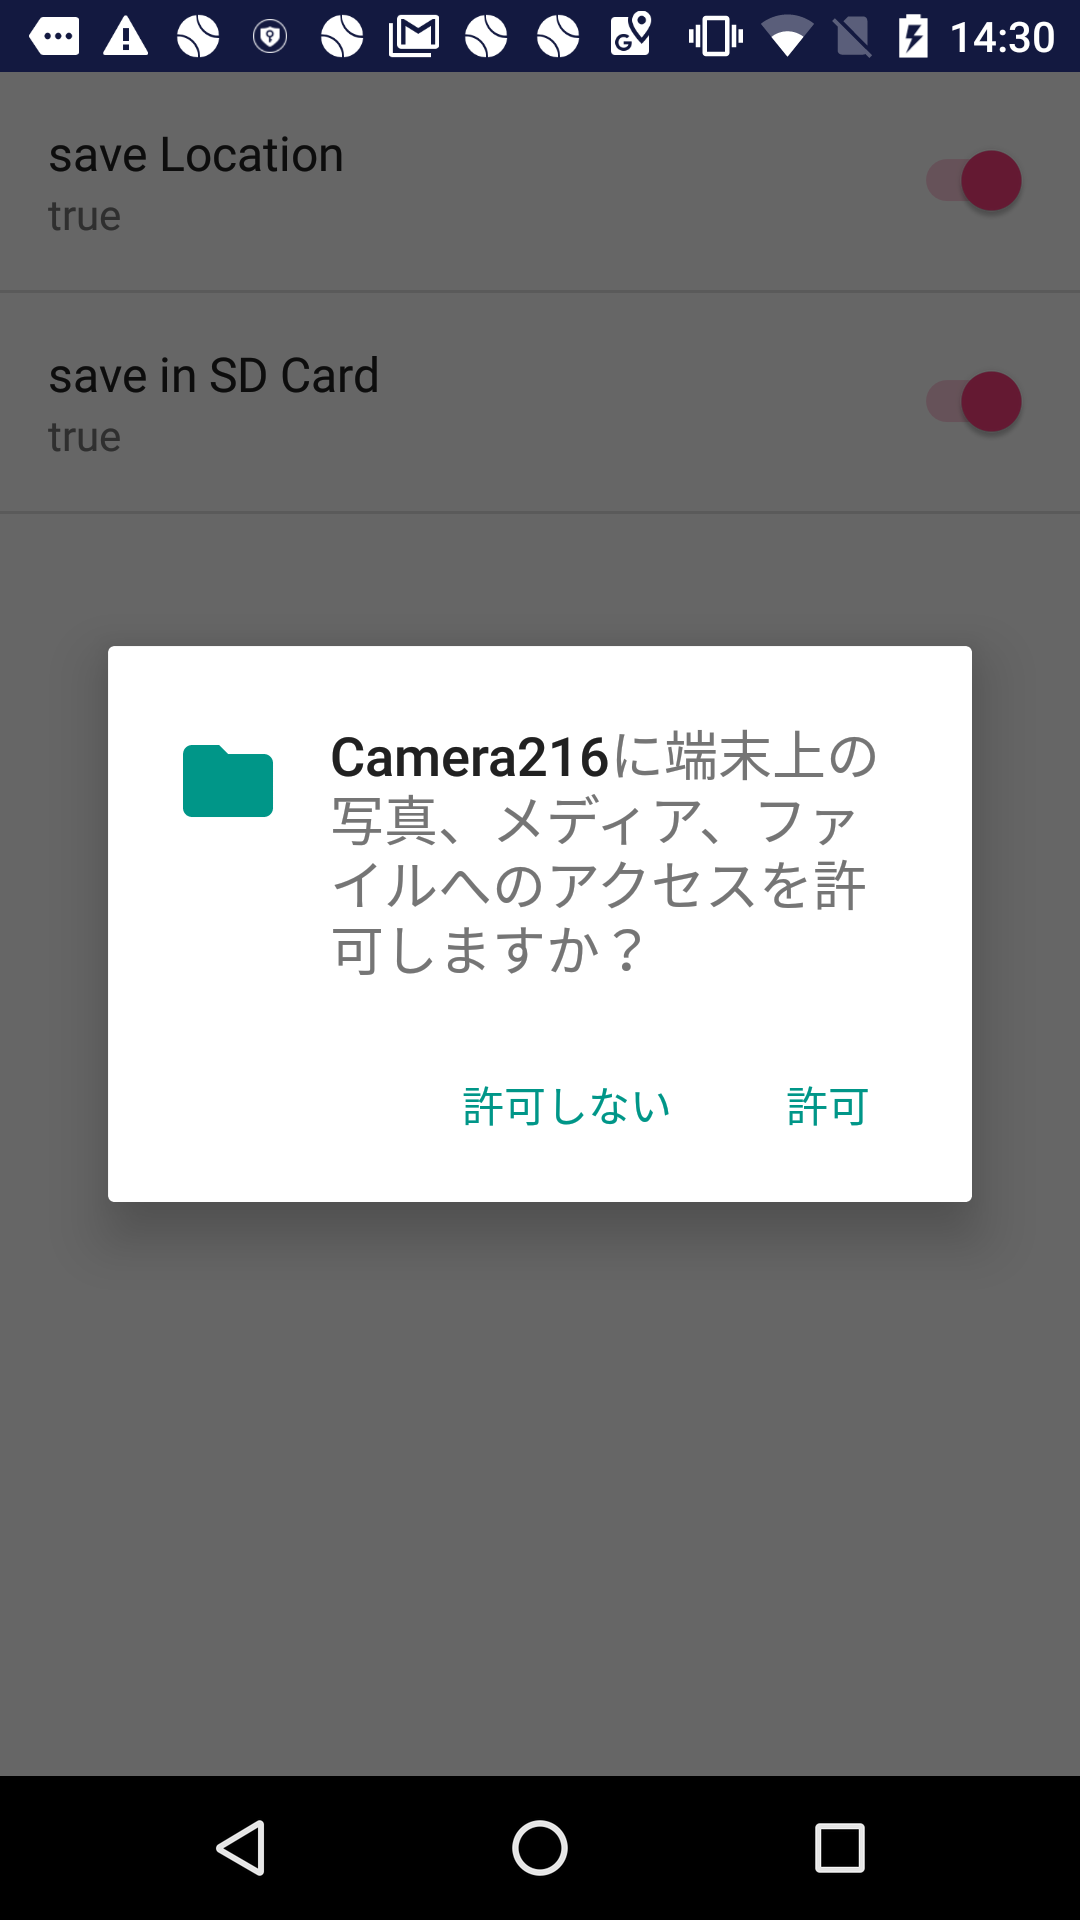 14:30
save Location
true
save in SD Card
true
Camera216に端末上の
写真、メディア、ファ
イルへのアクセスを許
可しますか？
許可しない 許可